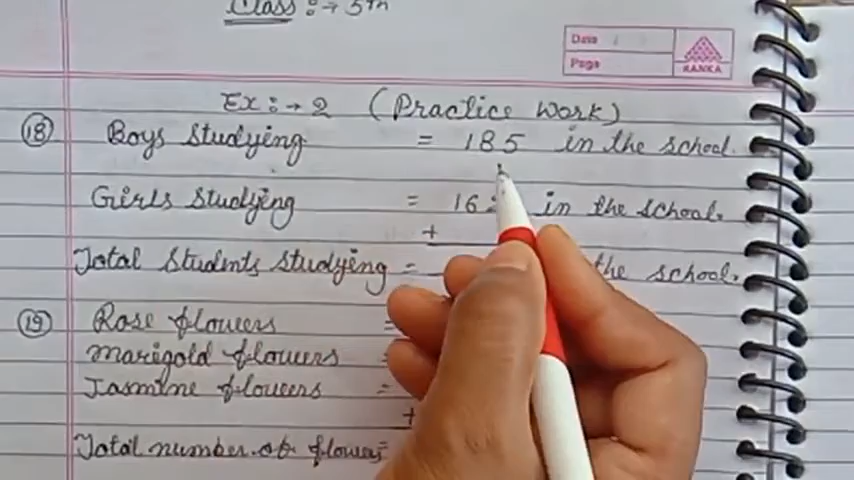 Class :→ 5th
Date
Page
RANKA
Ex :→ 2 (Practice Work)
18 Boys Studying = 185 in the school.
Girls Studying = 16 in the school.
+
Total Students studying = the school.
19 Rose flowers =
Marigold flowers =
Jasmine flowers =
+
Total number of flowers =